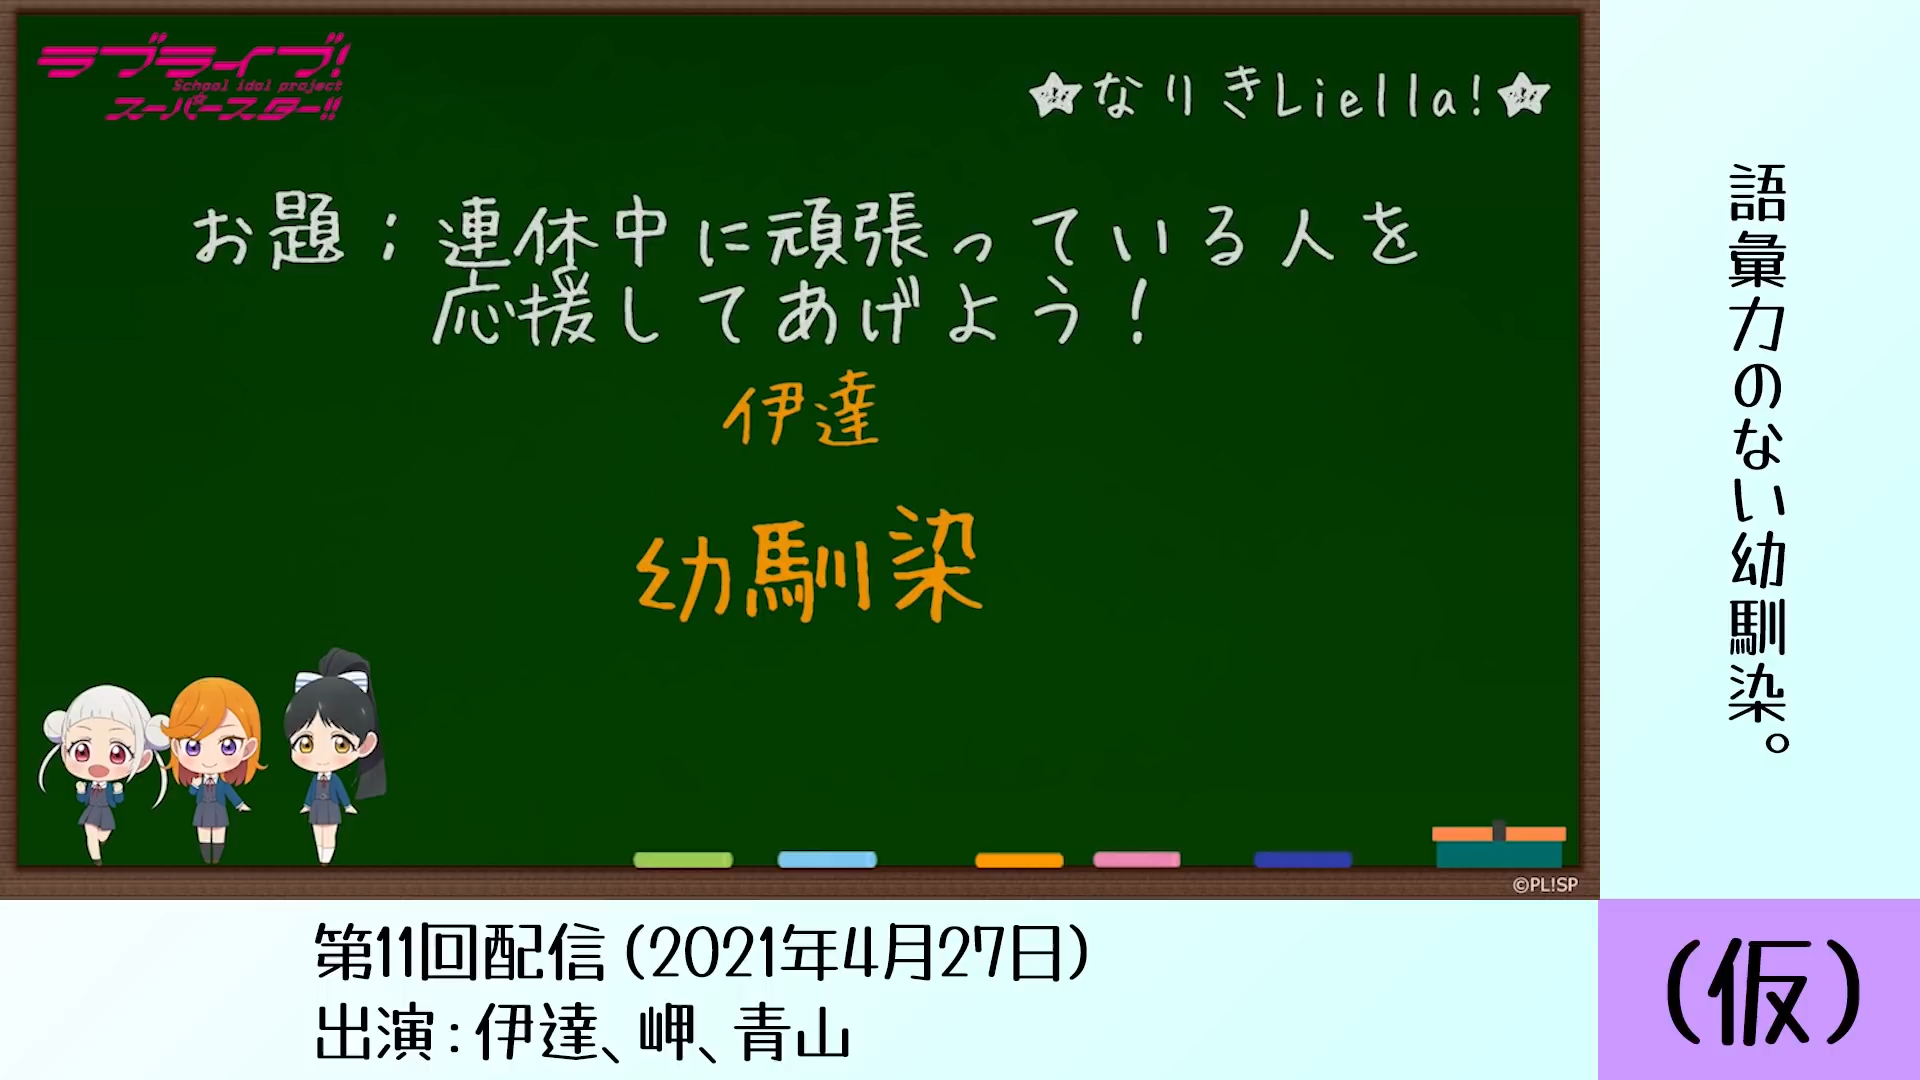 ラブライブ!
School idol project
スーパースター!!
★なりきLiella!★
お題：連休中に頑張っている人を
応援してあげよう！
伊達
幼馴染
©PL!SP
語彙力のない幼馴染。
第11回配信（2021年4月27日）
出演：伊達、岬、青山
（仮）